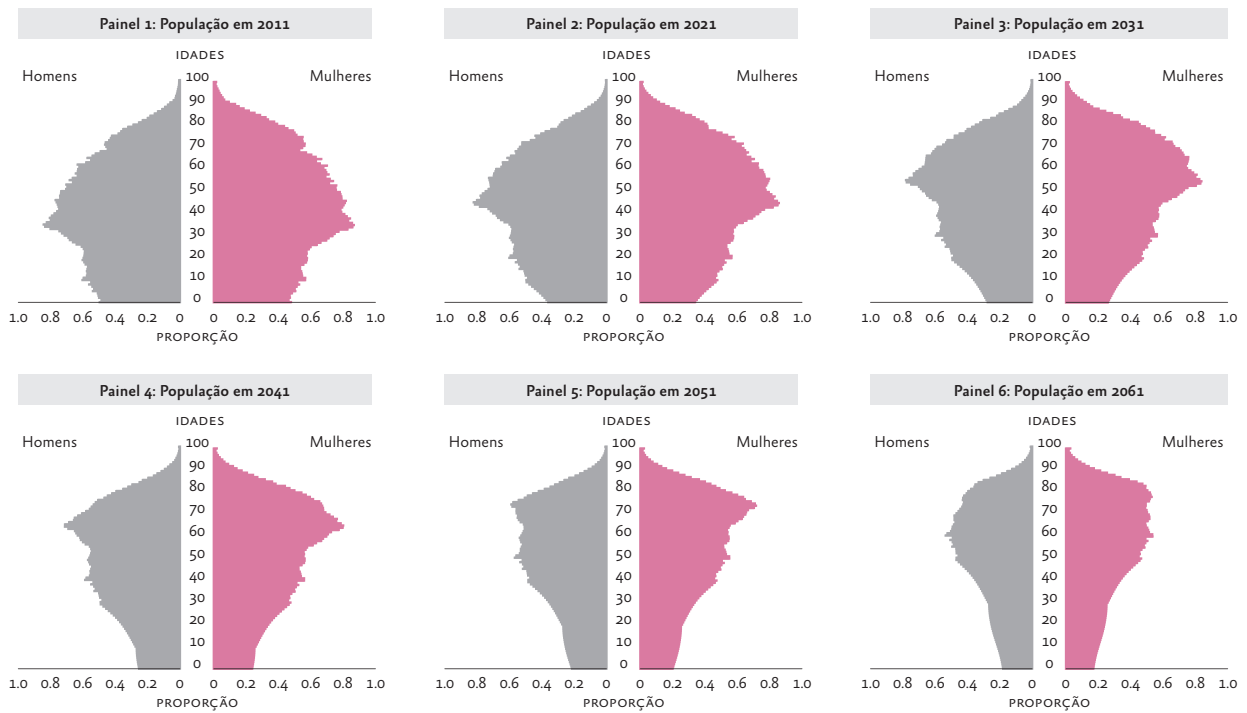 Painel 1: População em 2011
IDADES
Homens
Mulheres
100
90
80
70
60
50
40
30
20
10
0
1.0 0.8 0.6 0.4 0.2 0 0 0.2 0.4 0.6 0.8 1.0
PROPORÇÃO
Painel 2: População em 2021
IDADES
Homens
Mulheres
100
90
80
70
60
50
40
30
20
10
0
1.0 0.8 0.6 0.4 0.2 0 0 0.2 0.4 0.6 0.8 1.0
PROPORÇÃO
Painel 3: População em 2031
IDADES
Homens
Mulheres
100
90
80
70
60
50
40
30
20
10
0
1.0 0.8 0.6 0.4 0.2 0 0 0.2 0.4 0.6 0.8 1.0
PROPORÇÃO
Painel 4: População em 2041
IDADES
Homens
Mulheres
100
90
80
70
60
50
40
30
20
10
0
1.0 0.8 0.6 0.4 0.2 0 0 0.2 0.4 0.6 0.8 1.0
PROPORÇÃO
Painel 5: População em 2051
IDADES
Homens
Mulheres
100
90
80
70
60
50
40
30
20
10
0
1.0 0.8 0.6 0.4 0.2 0 0 0.2 0.4 0.6 0.8 1.0
PROPORÇÃO
Painel 6: População em 2061
IDADES
Homens
Mulheres
100
90
80
70
60
50
40
30
20
10
0
1.0 0.8 0.6 0.4 0.2 0 0 0.2 0.4 0.6 0.8 1.0
PROPORÇÃO